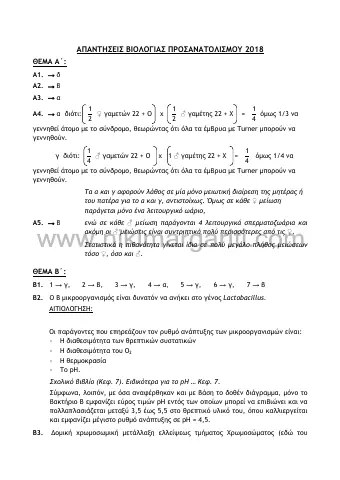 ΑΠΑΝΤΗΣΕΙΣ ΒΙΟΛΟΓΙΑΣ ΠΡΟΣΑΝΑΤΟΛΙΣΜΟΥ 2018
ΘΕΜΑ Α΄:
Α1. → δ
Α2. → Β
Α3. → α
Α4. → α διότι: (1/2 ♀ γαμετών 22 + Ο) x (1/2 ♂ γαμέτης 22 + Χ) = 1/4 όμως 1/3 να
γεννηθεί άτομο με το σύνδρομο, θεωρώντας ότι όλα τα έμβρια με Turner μπορούν να
γεννηθούν.
γ διότι: (1/4 ♂ γαμετών 22 + Ο) x (1 ♂ γαμέτης 22 + Χ) = 1/4 όμως 1/4 να
γεννηθεί άτομο με το σύνδρομο, θεωρώντας ότι όλα τα έμβρια με Turner μπορούν να
γεννηθούν.
Τα α και γ αφορούν λάθος σε μία μόνο μειωτική διαίρεση της μητέρας ή
του πατέρα για το α και γ, αντιστοίχως. Όμως σε κάθε ♀ μείωση
παράγεται μόνο ένα λειτουργικό ωάριο,
Α5. → Β ενώ σε κάθε ♂ μείωση παράγονται 4 λειτουργικά σπερματοζωάρια και
ακόμη οι ♂ μειώσεις είναι συντριπτικά πολύ περισσότερες από τις ♀.
Στατιστικά η πιθανότητα γίνεται ίδια σε πολύ μεγάλο πλήθος μειώσεων
τόσο ♀, όσο και ♂.
www.nikimargariti.com
ΘΕΜΑ Β΄:
Β1. 1 → γ, 2 → Β, 3 → γ, 4 → α, 5 → γ, 6 → γ, 7 → Β
Β2. Ο Β μικροοργανισμός είναι δυνατόν να ανήκει στο γένος Lactobacillus.
ΑΙΤΙΟΛΟΓΗΣΗ:
Οι παράγοντες που επηρεάζουν τον ρυθμό ανάπτυξης των μικροοργανισμών είναι:
- Η διαθεσιμότητα των θρεπτικών συστατικών
- Η διαθεσιμότητα του Ο₂
- Η θερμοκρασία
- Το pH.
Σχολικό βιβλίο (Κεφ. 7). Ειδικότερα για το pH … Κεφ. 7.
Σύμφωνα, λοιπόν, με όσα αναφέρθηκαν και με βάση το δοθέν διάγραμμα, μόνο το
βακτήριο Β εμφανίζει εύρος τιμών pH εντός των οποίων μπορεί να επιβιώνει και να
πολλαπλασιάζεται μεταξύ 3,5 έως 5,5 στο θρεπτικό υλικό του, όπου καλλιεργείται
και εμφανίζει μέγιστο ρυθμό ανάπτυξης σε pH = 4,5.
Β3. Δομική χρωμοσωμική μετάλλαξη ελλείψεως τμήματος Χρωμοσώματος (εδώ του